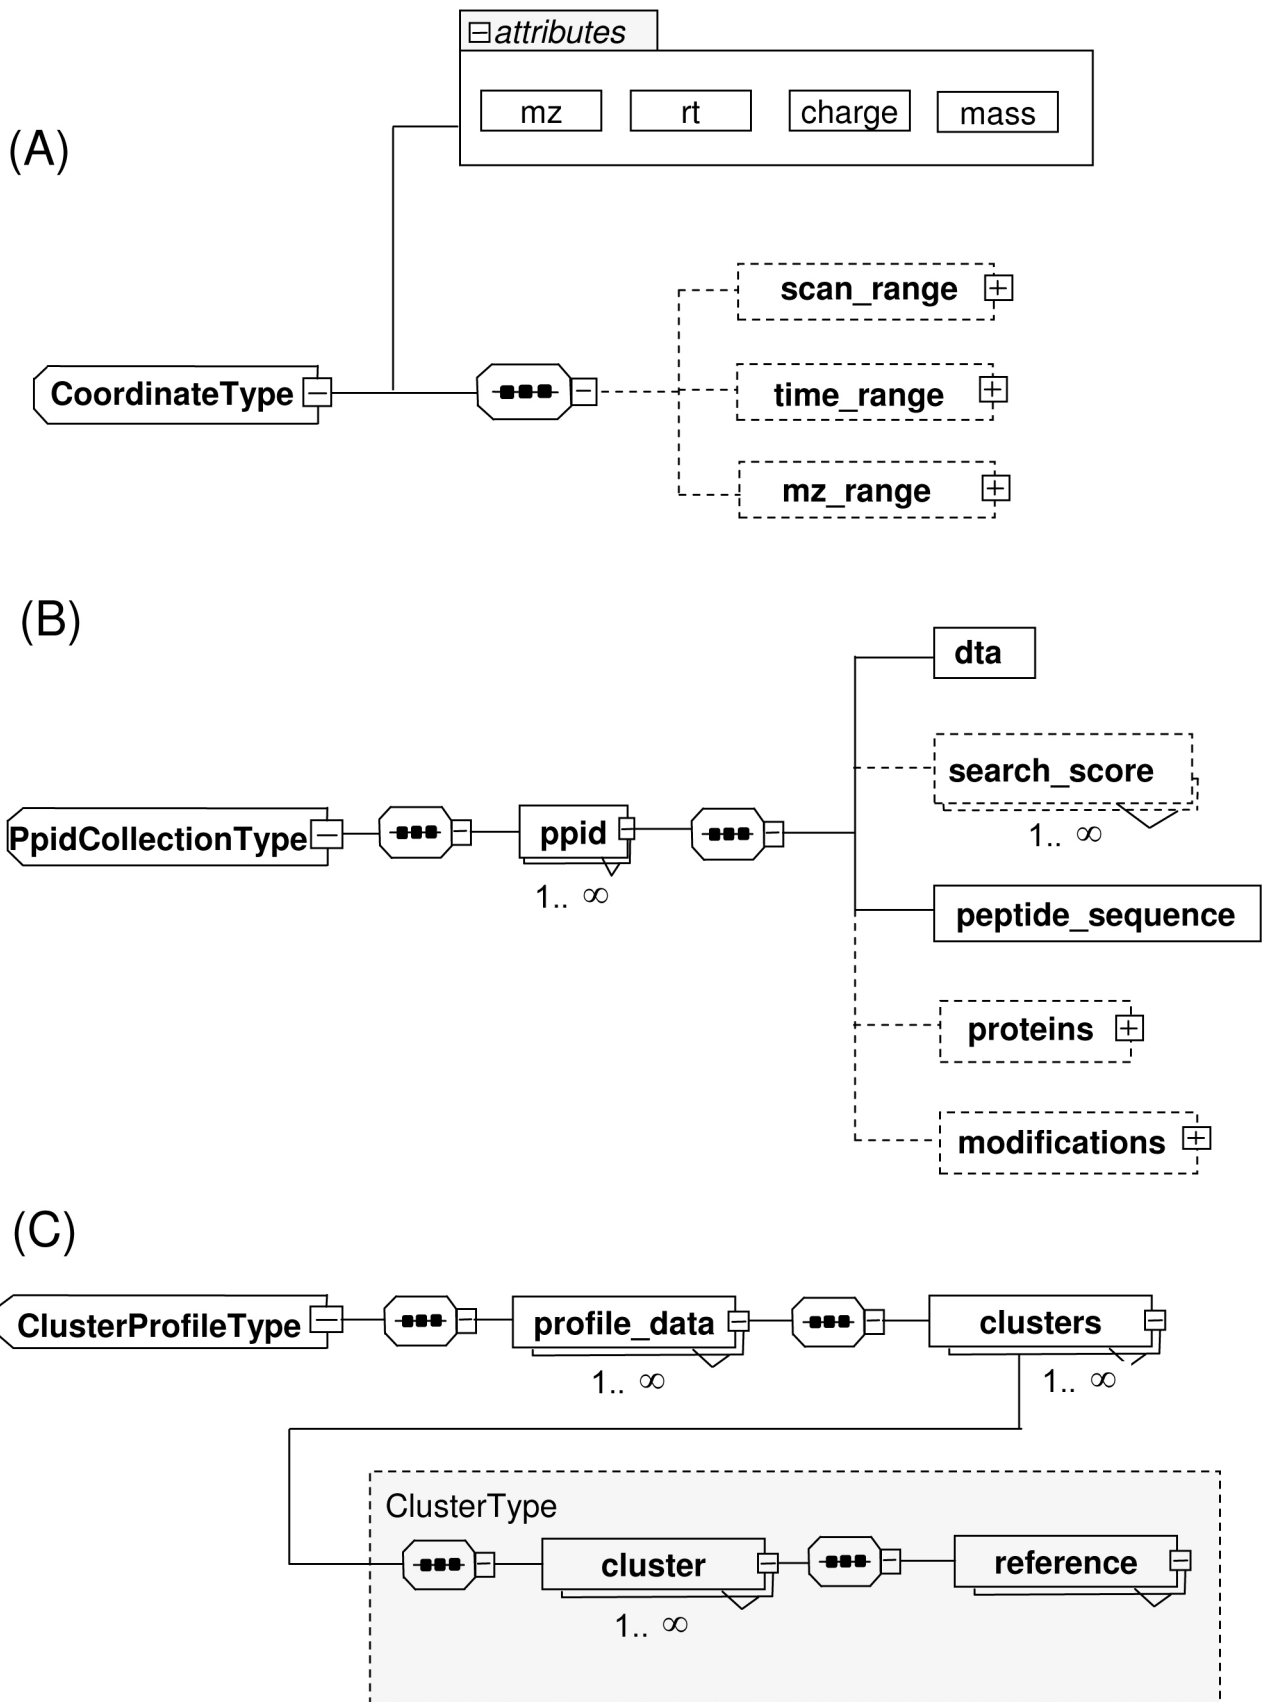 attributes
mz rt charge mass
(A)
scan_range
CoordinateType
time_range
mz_range
(B)
dta
search_score
1.. ∞
PpidCollectionType
ppid
1.. ∞
peptide_sequence
proteins
modifications
(C)
ClusterProfileType
profile_data
1.. ∞
clusters
1.. ∞
ClusterType
cluster
1.. ∞
reference